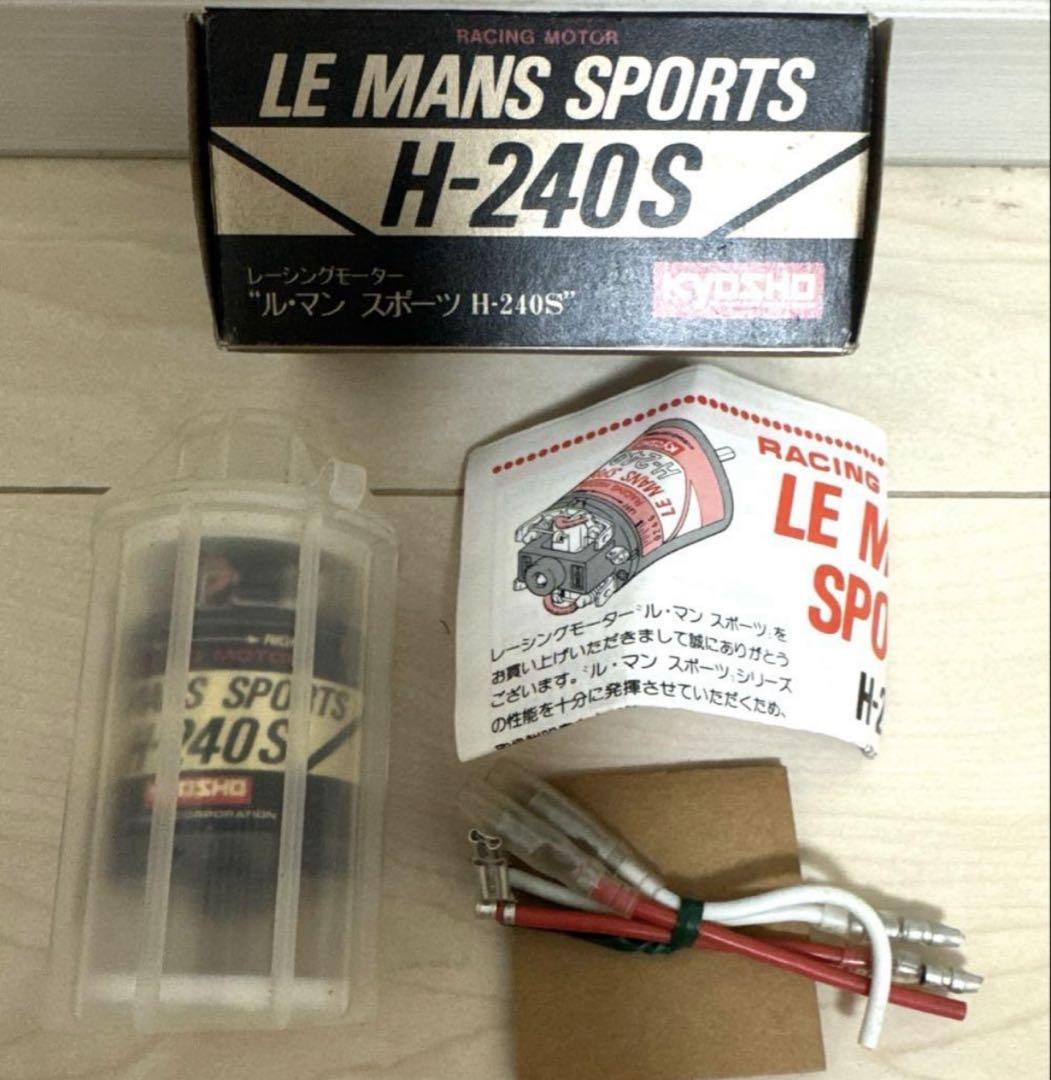 RACING MOTOR
LE MANS SPORTS
H-240S
レーシングモーター
“ル・マン スポーツ H-240S”
KYOSHO
RACING
LE M
SPO
H-2
H-240
LE MANS SP
レーシングモーター“ル・マン スポーツ”を
お買い上げいただきまして誠にありがとう
ございます。“ル・マン スポーツ”シリーズ
の性能を十分に発揮させていただくため、
MOTOR
NS SPORTS
H-240S
KYOSHO
CORPORATION